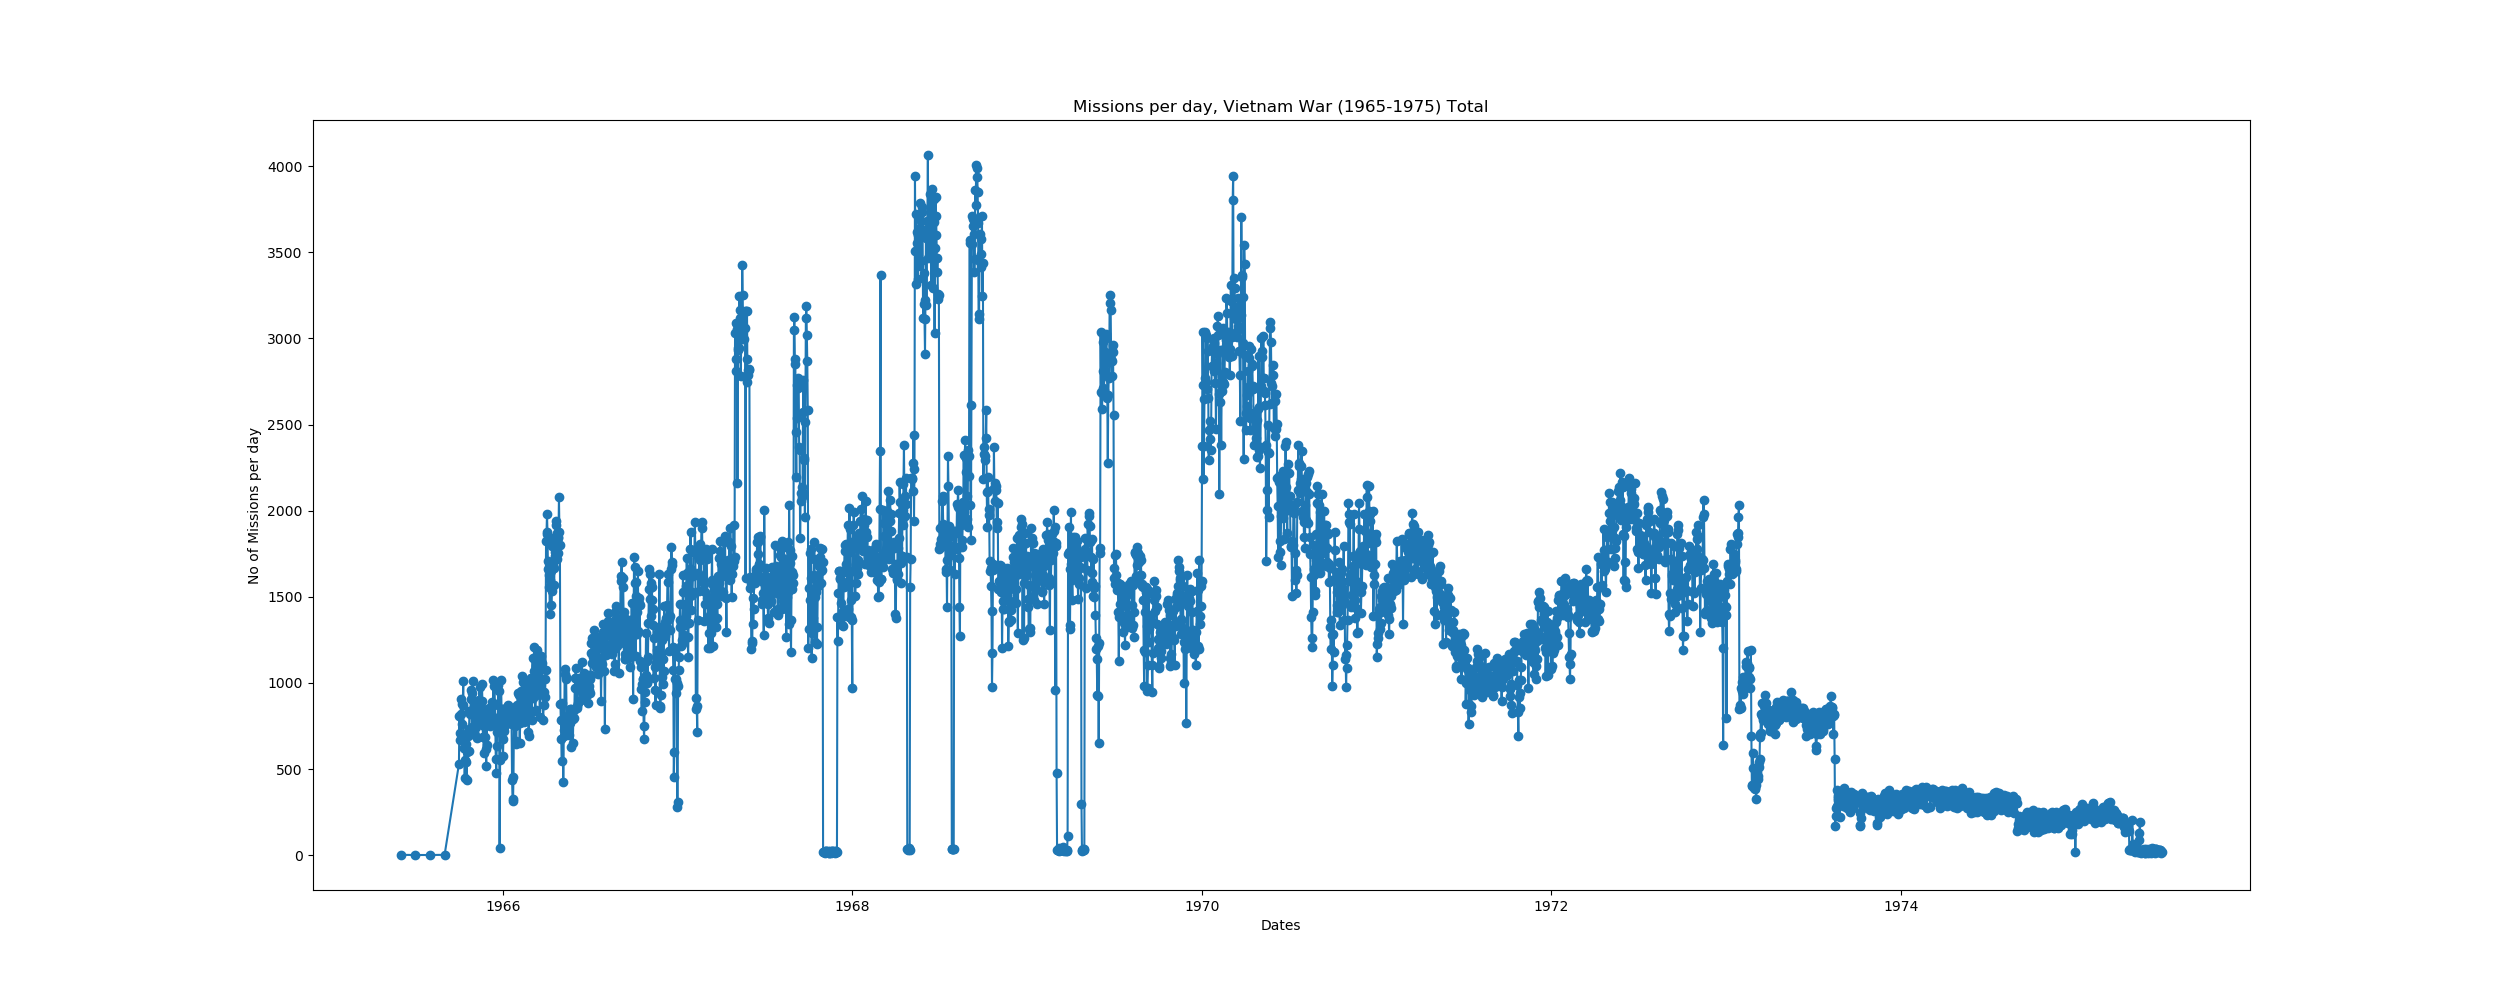 Missions per day, Vietnam War (1965-1975) Total
No of Missions per day
4000
3500
3000
2500
2000
1500
1000
500
0
1966 1968 1970 1972 1974
Dates